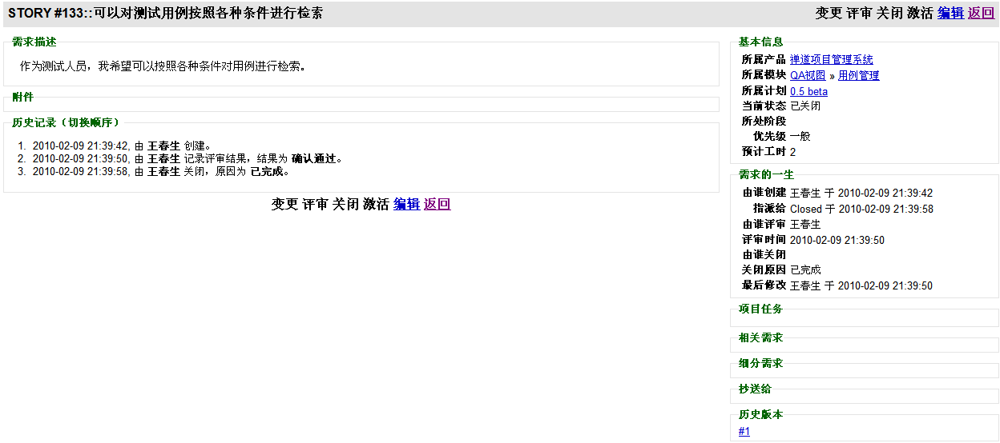 STORY #133::可以对测试用例按照各种条件进行检索
变更 评审 关闭 激活 编辑 返回
需求描述
作为测试人员，我希望可以按照各种条件对用例进行检索。
附件
历史记录（切换顺序）
1. 2010-02-09 21:39:42, 由 王春生 创建。
2. 2010-02-09 21:39:50, 由 王春生 记录评审结果，结果为 确认通过。
3. 2010-02-09 21:39:58, 由 王春生 关闭，原因为 已完成。
变更 评审 关闭 激活 编辑 返回
基本信息
所属产品 禅道项目管理系统
所属模块 QA视图 » 用例管理
所属计划 0.5 beta
当前状态 已关闭
所处阶段
优先级 一般
预计工时 2
需求的一生
由谁创建 王春生 于 2010-02-09 21:39:42
指派给 Closed 于 2010-02-09 21:39:58
由谁评审 王春生
评审时间 2010-02-09 21:39:50
由谁关闭
关闭原因 已完成
最后修改 王春生 于 2010-02-09 21:39:50
项目任务
相关需求
细分需求
抄送给
历史版本
#1